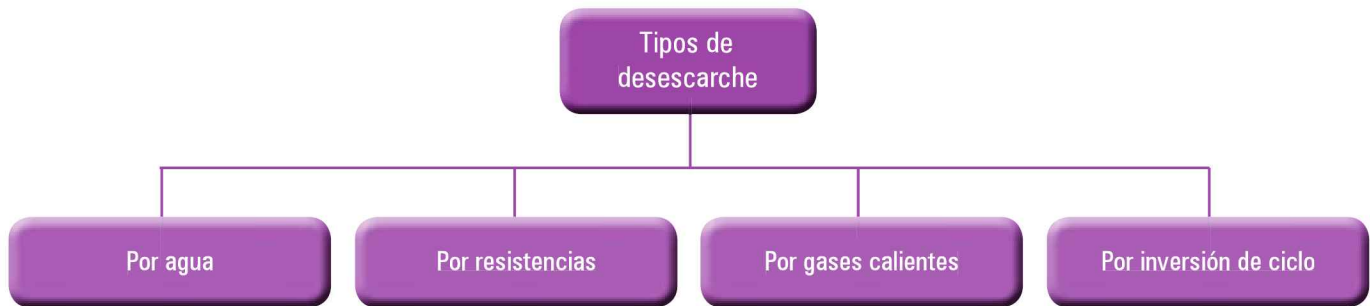 Tipos de
desescarche
Por agua
Por resistencias
Por gases calientes
Por inversión de ciclo